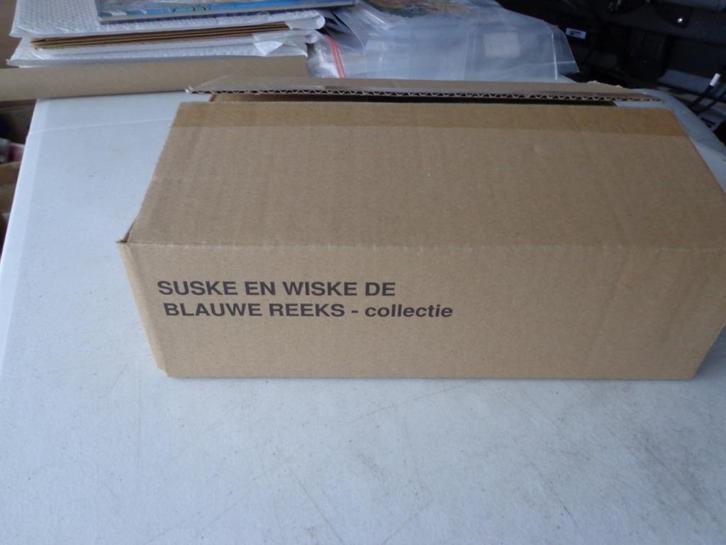 SUSKE EN WISKE DE
BLAUWE REEKS - collectie